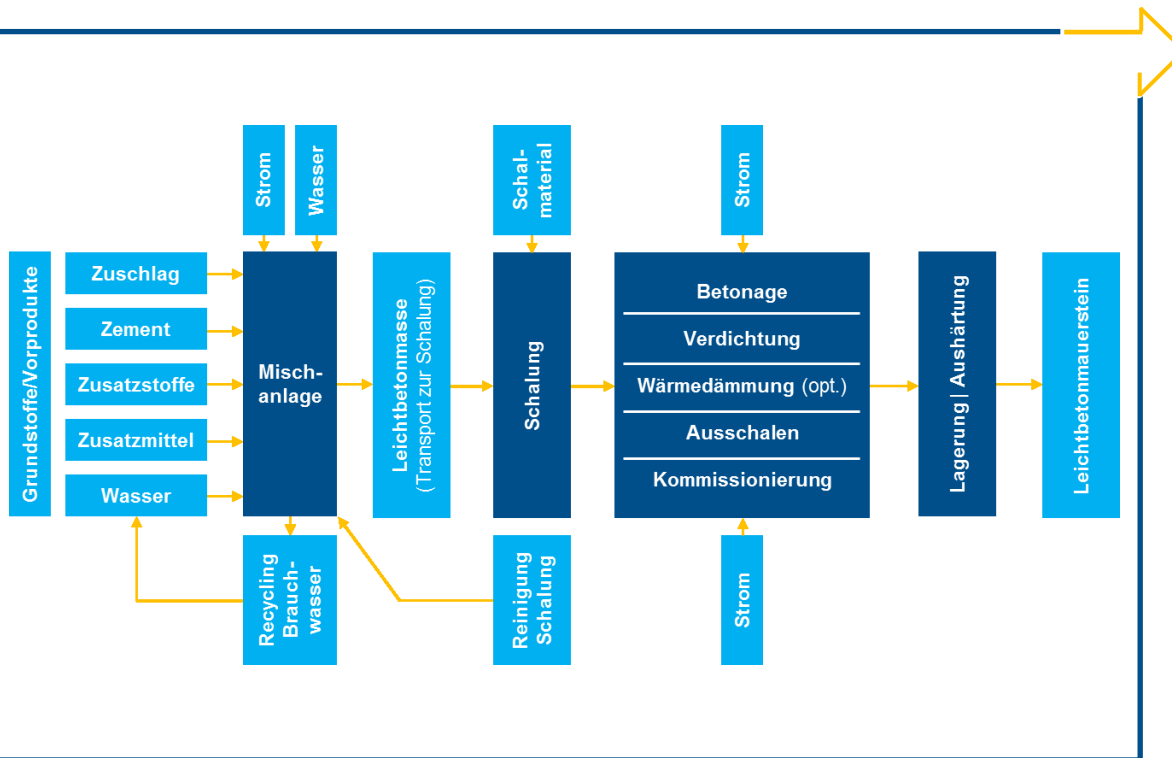 Strom
Wasser
Schal-
material
Strom
Grundstoffe/Vorprodukte
Zuschlag
Zement
Zusatzstoffe
Zusatzmittel
Wasser
Misch-
anlage
Leichtbetonmasse
(Transport zur Schalung)
Schalung
Betonage
Verdichtung
Wärmedämmung (opt.)
Ausschalen
Kommissionierung
Lagerung | Aushärtung
Leichtbetonmauerstein
Recycling
Brauch-
wasser
Reinigung
Schalung
Strom